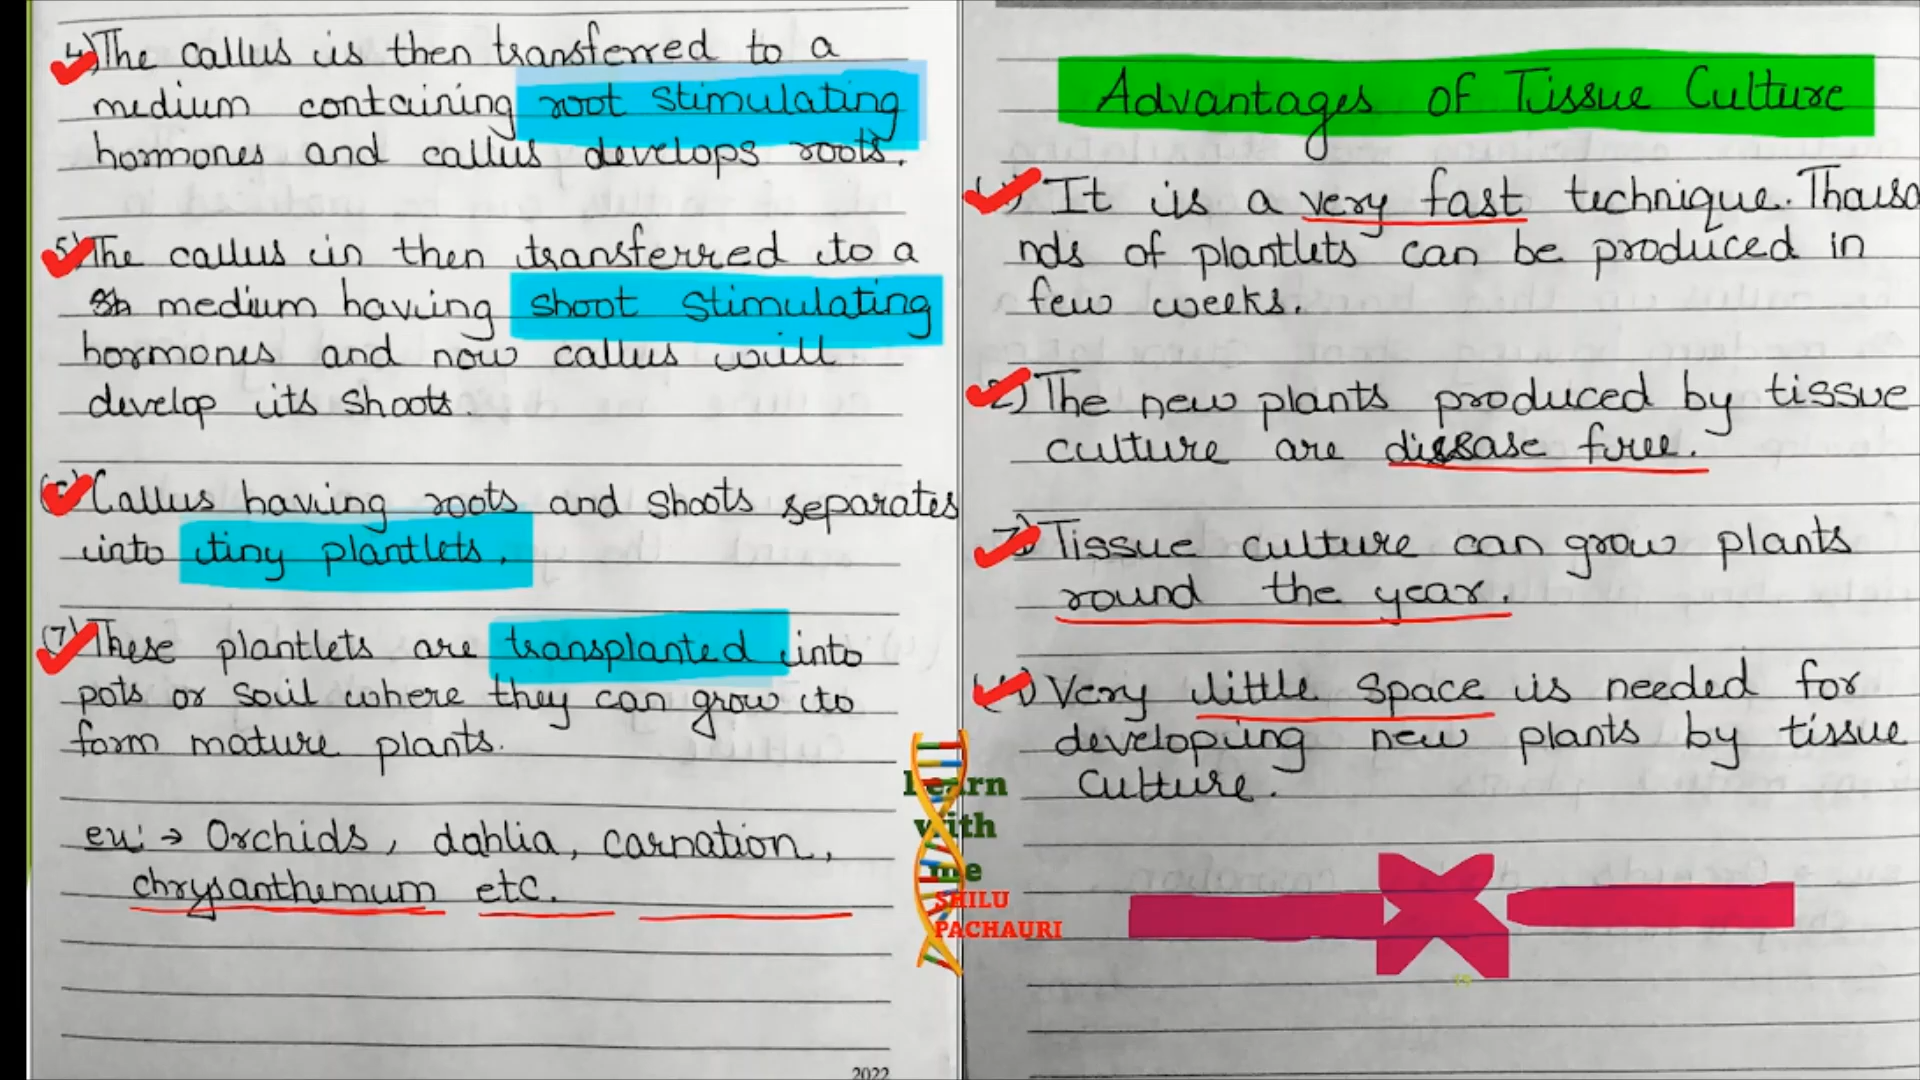 4) The callus is then transferred to a
medium containing root stimulating
hormones and callus develops roots.
5) The callus in then transferred to a
medium having shoot stimulating
hormones and now callus will
develop its shoots.
Callus having roots and shoots separates
into tiny plantlets.
(7) These plantlets are transplanted into
pots or soil where they can grow to
form mature plants.
ex: → Orchids, dahlia, carnation,
chrysanthemum etc.
2022
Learn
with
me
SHILU
PACHAURI
Advantages of Tissue Culture
It is a very fast technique. Thousa
nds of plantlets can be produced in
few weeks.
2) The new plants produced by tissue
culture are disease free.
3) Tissue culture can grow plants
round the year.
(4) Very little space is needed for
developing new plants by tissue
culture.